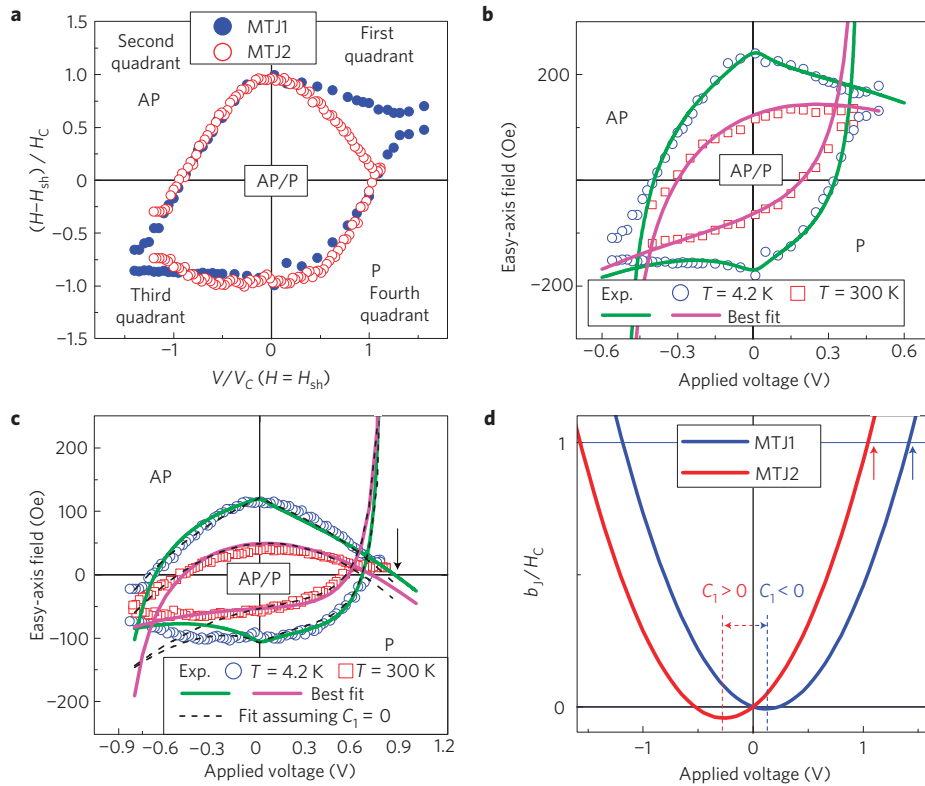 a
1.5
1.0
0.5
0
−0.5
−1.0
−1.5
(H−Hsh) / HC
MTJ1
MTJ2
Second
quadrant
First
quadrant
AP
AP/P
P
Third
quadrant
Fourth
quadrant
−1
0
1
V/VC (H = Hsh)
b
200
0
−200
Easy-axis field (Oe)
AP
AP/P
P
Exp. T = 4.2 K T = 300 K
Best fit
−0.6
−0.3
0
0.3
0.6
Applied voltage (V)
c
200
100
0
−100
−200
Easy-axis field (Oe)
AP
AP/P
P
Exp. T = 4.2 K T = 300 K
Best fit
Fit assuming C1 = 0
−0.9
−0.6
−0.3
0
0.3
0.6
0.9
1.2
Applied voltage (V)
d
1
0
bJ/HC
MTJ1
MTJ2
C1 > 0
C1 < 0
−1
0
1
Applied voltage (V)